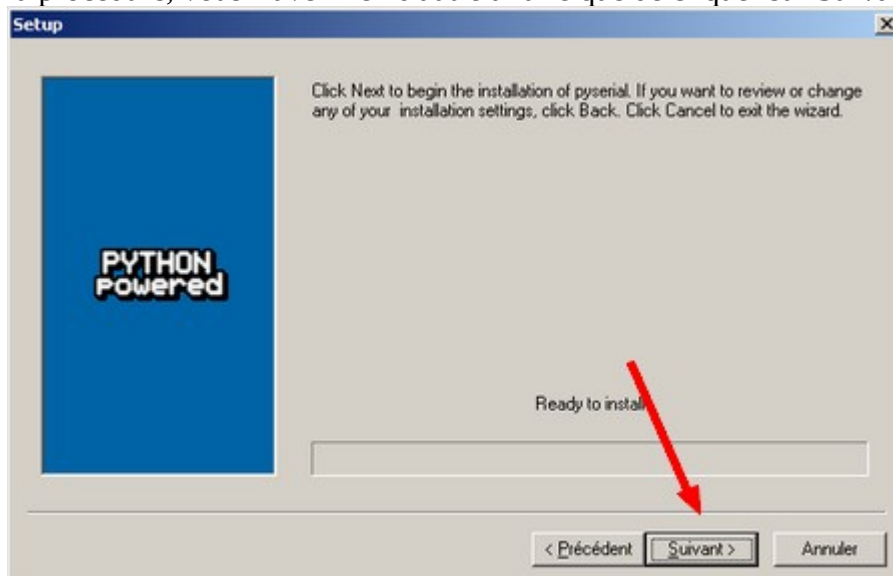 Setup
Click Next to begin the installation of pyserial. If you want to review or change
any of your installation settings, click Back. Click Cancel to exit the wizard.
PYTHON
Powered
Ready to install
< Précédent
Suivant >
Annuler